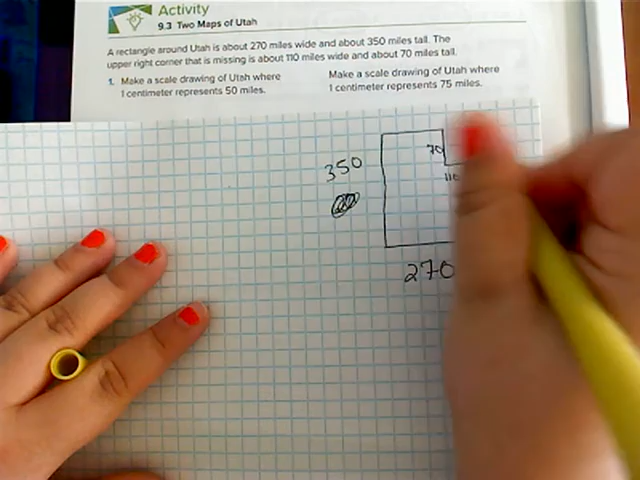 Activity
9.3 Two Maps of Utah
A rectangle around Utah is about 270 miles wide and about 350 miles tall. The
upper right corner that is missing is about 110 miles wide and about 70 miles tall.
1. Make a scale drawing of Utah where
1 centimeter represents 50 miles.
Make a scale drawing of Utah where
1 centimeter represents 75 miles.
350
70
110
270